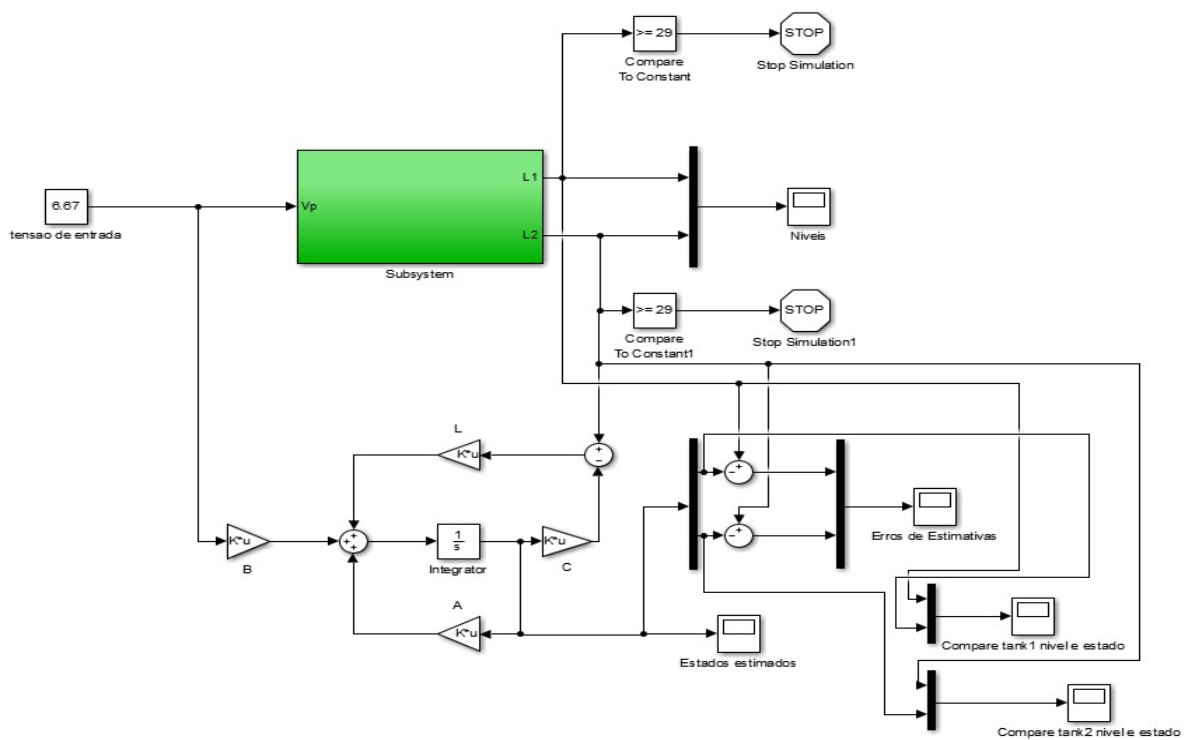 >= 29
STOP
Compare
To Constant
Stop Simulation
L1
6.67
Vp
tensao de entrada
L2
Niveis
Subsystem
>= 29
STOP
Compare
To Constant1
Stop Simulation1
L
K*u
+
−
−
+
Erros de Estimativas
K*u
B
+
+
+
1
s
Integrator
K*u
C
−
+
A
K*u
Estados estimados
Compare tank1 nivel e estado
Compare tank2 nivel e estado